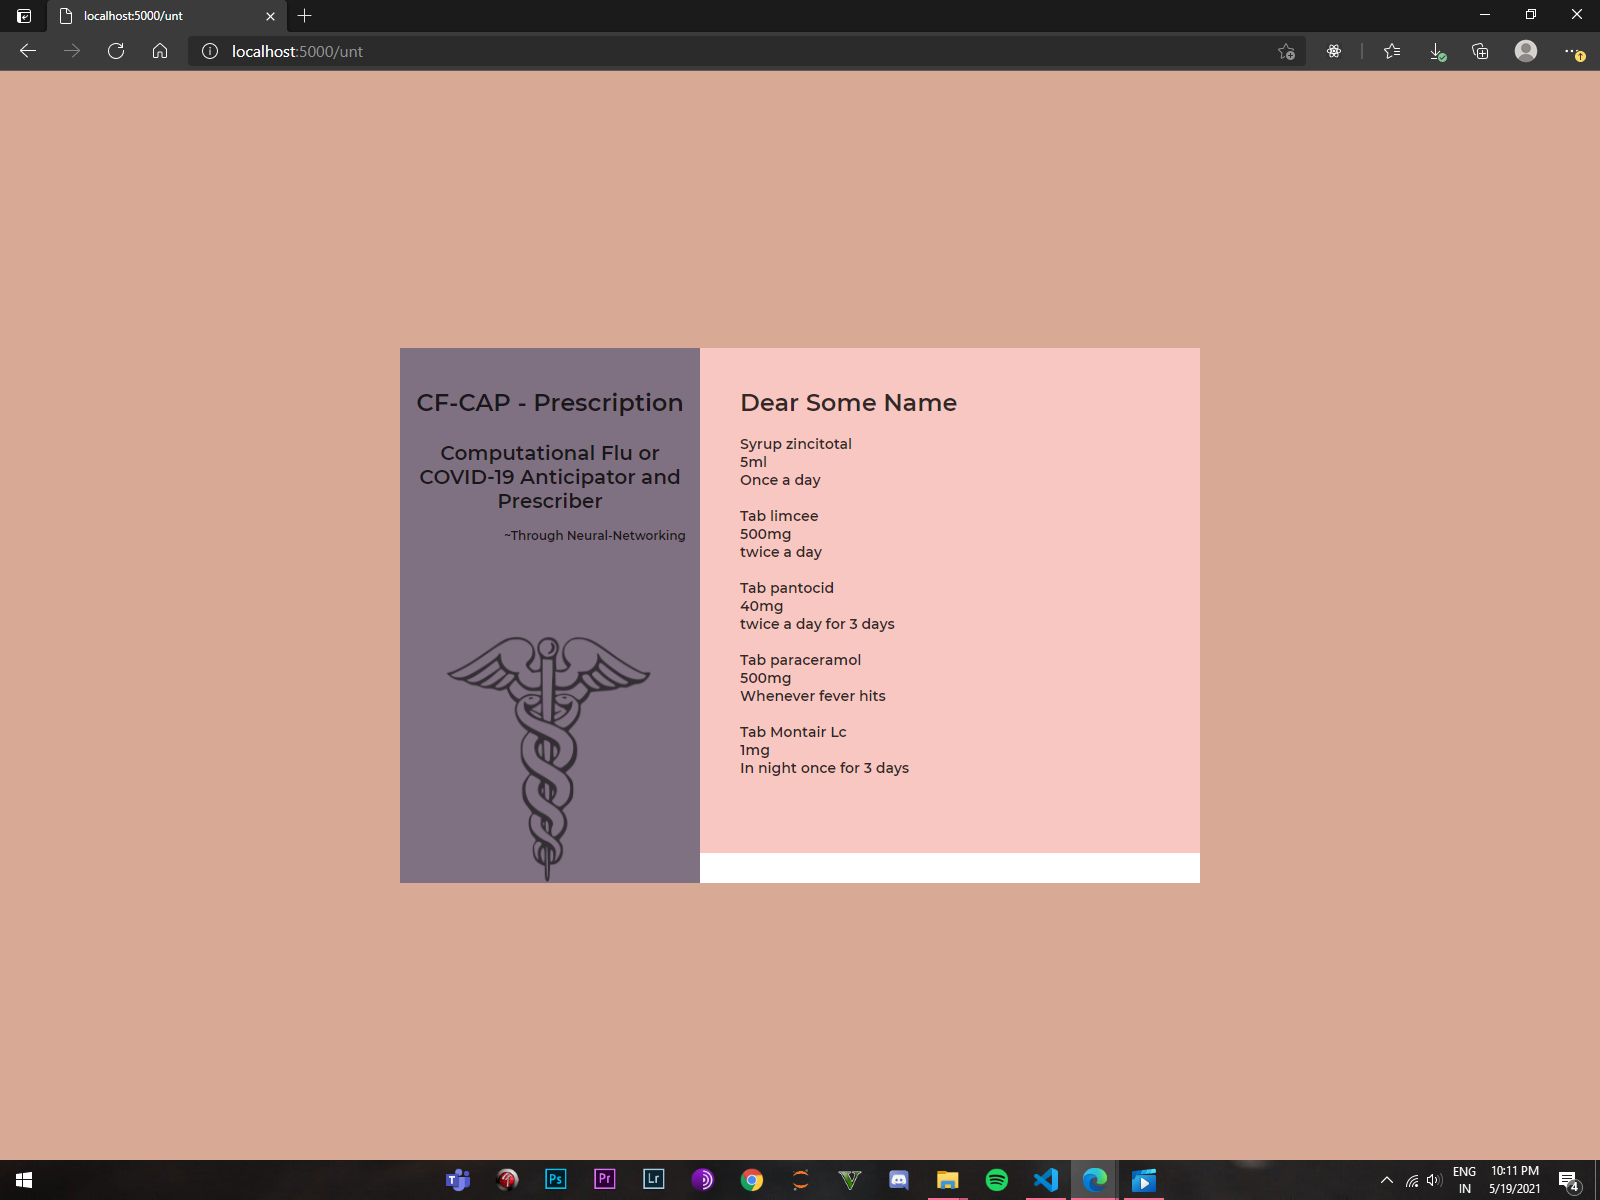 localhost:5000/unt
localhost:5000/unt
CF-CAP - Prescription
Computational Flu or
COVID-19 Anticipator and
Prescriber
~Through Neural-Networking
Dear Some Name
Syrup zincitotal
5ml
Once a day
Tab limcee
500mg
twice a day
Tab pantocid
40mg
twice a day for 3 days
Tab paraceramol
500mg
Whenever fever hits
Tab Montair Lc
1mg
In night once for 3 days
Ps
Pr
Lr
ENG
IN
10:11 PM
5/19/2021
4